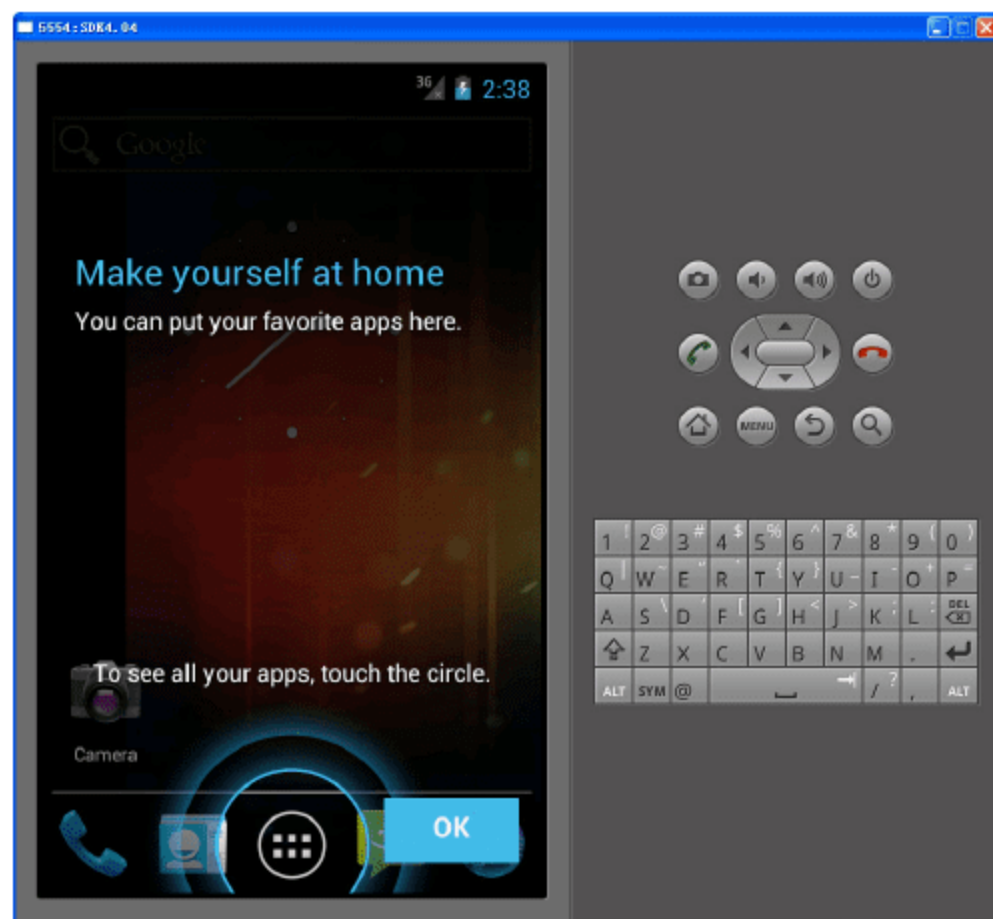 5554:SDK4.04
3G 2:38
Google
Make yourself at home
You can put your favorite apps here.
To see all your apps, touch the circle.
Camera
OK
MENU
1 ! 2 @ 3 # 4 $ 5 % 6 ^ 7 & 8 * 9 ( 0 )
Q | W ~ E " R ` T { Y } U _ I - O + P =
A S \ D ' F [ G ] H < J > K ; L : DEL
Z X C V B N M .
ALT SYM @ / ? , ALT